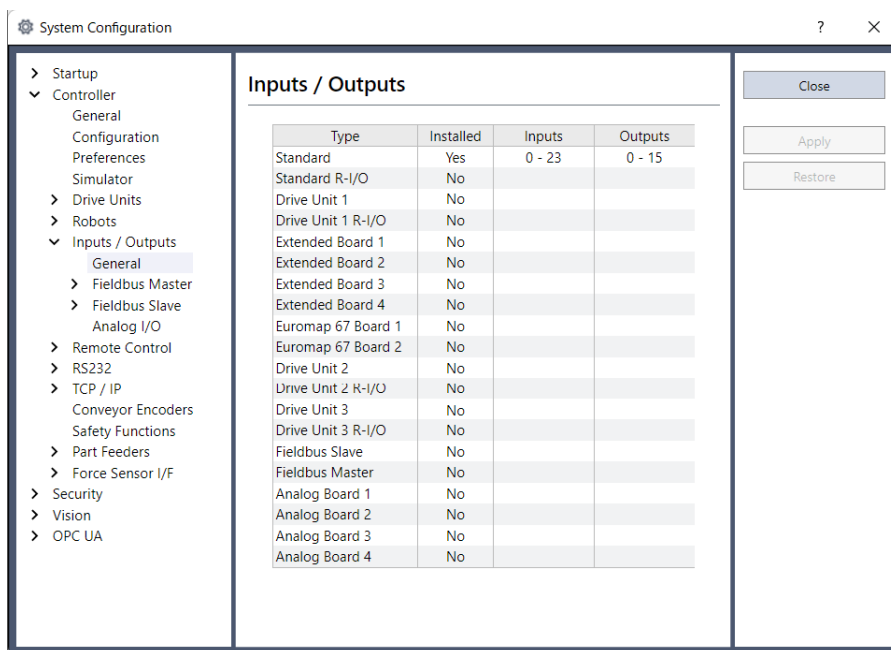 System Configuration
?
Startup
Controller
General
Configuration
Preferences
Simulator
Drive Units
Robots
Inputs / Outputs
General
Fieldbus Master
Fieldbus Slave
Analog I/O
Remote Control
RS232
TCP / IP
Conveyor Encoders
Safety Functions
Part Feeders
Force Sensor I/F
Security
Vision
OPC UA
Inputs / Outputs
Type Installed Inputs Outputs
Standard Yes 0 - 23 0 - 15
Standard R-I/O No
Drive Unit 1 No
Drive Unit 1 R-I/O No
Extended Board 1 No
Extended Board 2 No
Extended Board 3 No
Extended Board 4 No
Euromap 67 Board 1 No
Euromap 67 Board 2 No
Drive Unit 2 No
Drive Unit 2 R-I/O No
Drive Unit 3 No
Drive Unit 3 R-I/O No
Fieldbus Slave No
Fieldbus Master No
Analog Board 1 No
Analog Board 2 No
Analog Board 3 No
Analog Board 4 No
Close
Apply
Restore